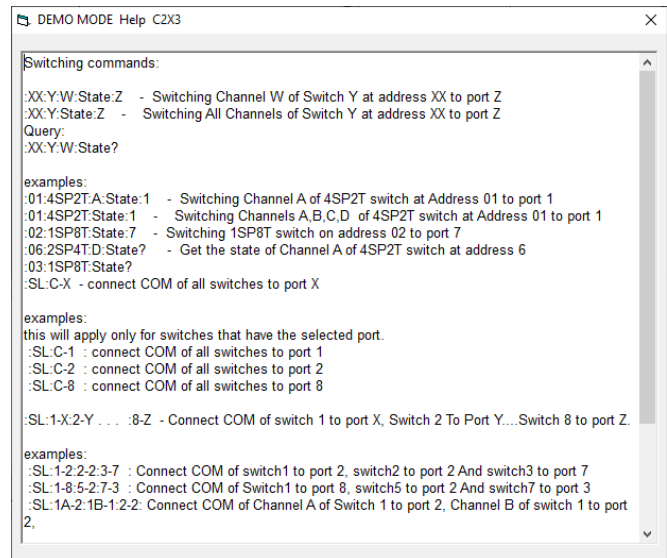 DEMO MODE Help C2X3
Switching commands:
:XX:Y:W:State:Z - Switching Channel W of Switch Y at address XX to port Z
:XX:Y:State:Z - Switching All Channels of Switch Y at address XX to port Z
Query:
:XX:Y:W:State?
examples:
:01:4SP2T:A:State:1 - Switching Channel A of 4SP2T switch at Address 01 to port 1
:01:4SP2T:State:1 - Switching Channels A,B,C,D of 4SP2T switch at Address 01 to port 1
:02:1SP8T:State:7 - Switching 1SP8T switch on address 02 to port 7
:06:2SP4T:D:State? - Get the state of Channel A of 4SP2T switch at address 6
:03:1SP8T:State?
:SL:C-X - connect COM of all switches to port X
examples:
this will apply only for switches that have the selected port.
:SL:C-1 : connect COM of all switches to port 1
:SL:C-2 : connect COM of all switches to port 2
:SL:C-8 : connect COM of all switches to port 8
:SL:1-X:2-Y . . . :8-Z - Connect COM of switch 1 to port X, Switch 2 To Port Y....Switch 8 to port Z.
examples:
:SL:1-2:2-2:3-7 : Connect COM of switch1 to port 2, switch2 to port 2 And switch3 to port 7
:SL:1-8:5-2:7-3 : Connect COM of Switch1 to port 8, switch5 to port 2 And switch7 to port 3
:SL:1A-2:1B-1:2-2: Connect COM of Channel A of Switch 1 to port 2, Channel B of switch 1 to port
2,